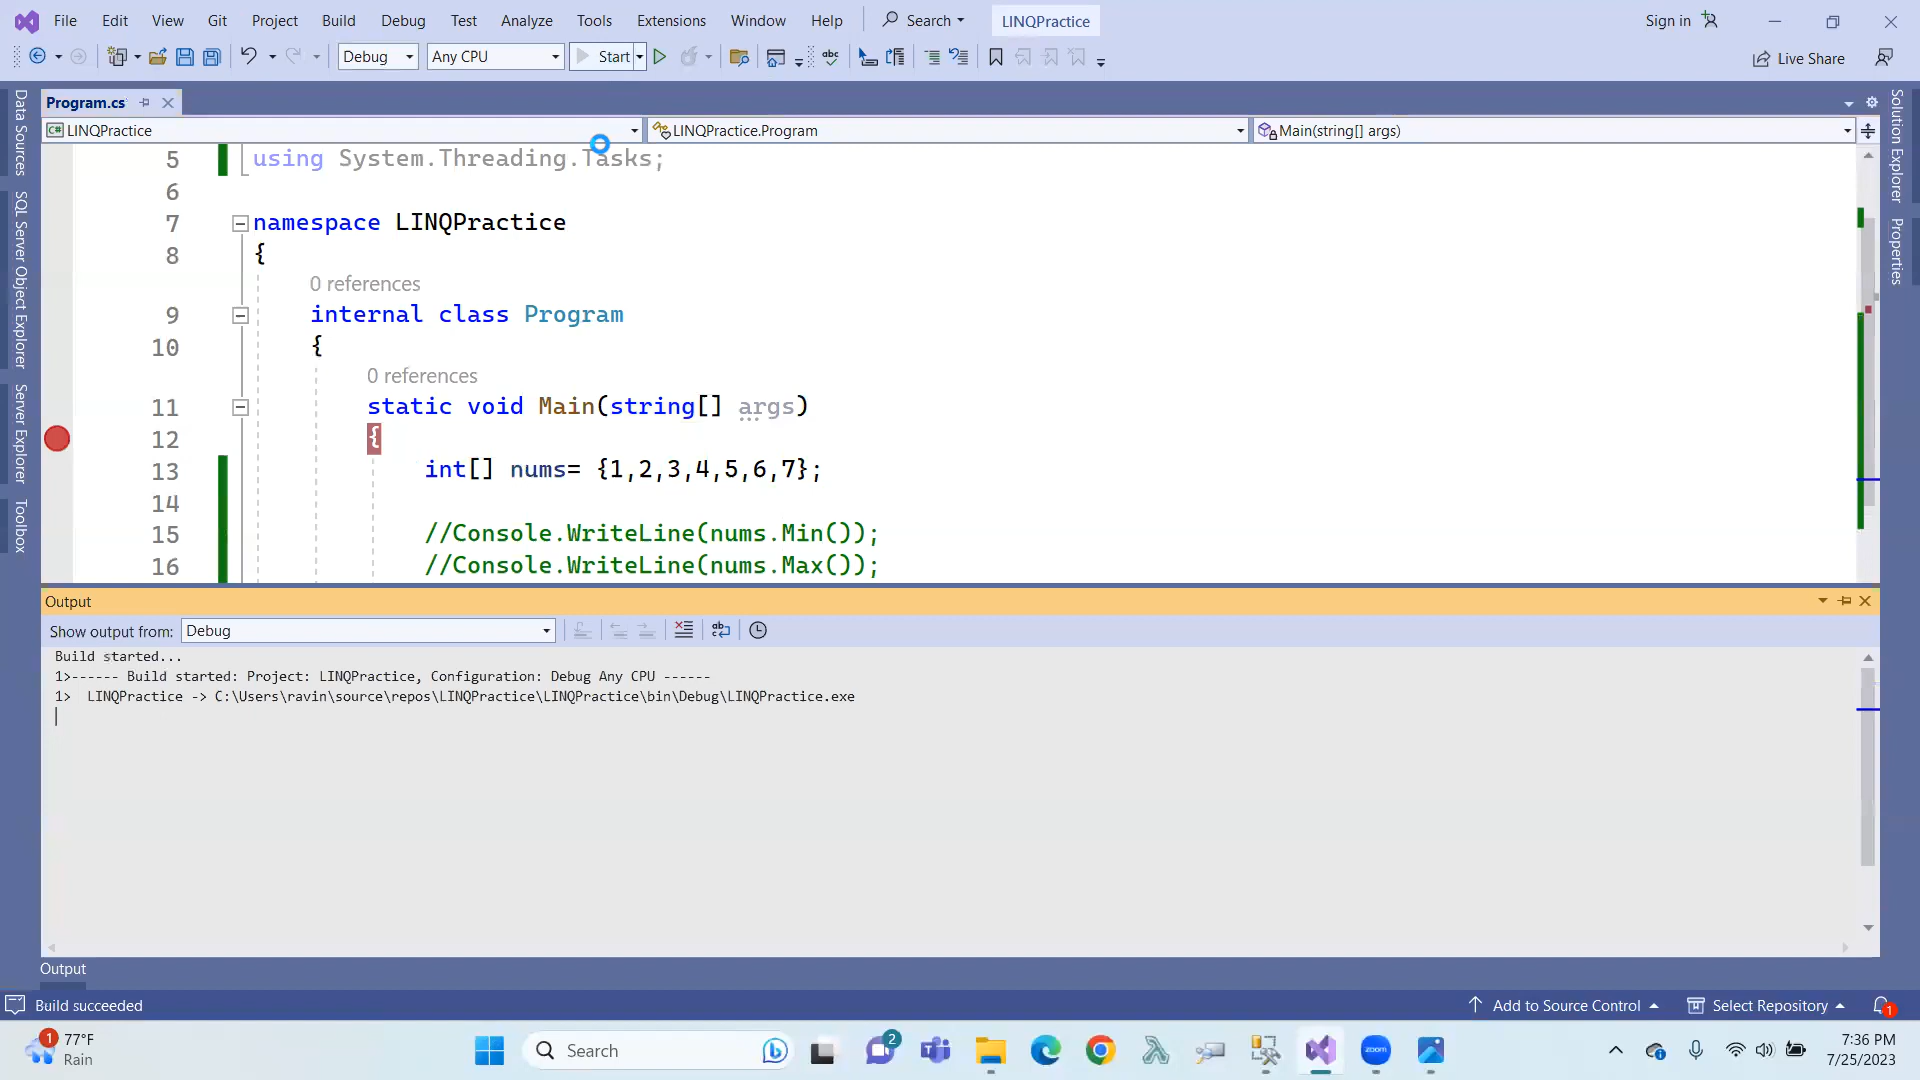 File Edit View Git Project Build Debug Test Analyze Tools Extensions Window Help Search LINQPractice Sign in
Debug Any CPU Start Live Share
Program.cs
LINQPractice LINQPractice.Program Main(string[] args)
Data Sources
SQL Server Object Explorer
Server Explorer
Toolbox
Solution Explorer
Properties
5 using System.Threading.Tasks;
6
7 namespace LINQPractice
8 {
0 references
9 internal class Program
10 {
0 references
11 static void Main(string[] args)
12 {
13 int[] nums= {1,2,3,4,5,6,7};
14
15 //Console.WriteLine(nums.Min());
16 //Console.WriteLine(nums.Max());
Output
Show output from: Debug
Build started...
1>------ Build started: Project: LINQPractice, Configuration: Debug Any CPU ------
1>  LINQPractice -> C:\Users\ravin\source\repos\LINQPractice\LINQPractice\bin\Debug\LINQPractice.exe
Output
Build succeeded Add to Source Control Select Repository 1
1 77°F
Rain
Search 2 zoom
7:36 PM
7/25/2023